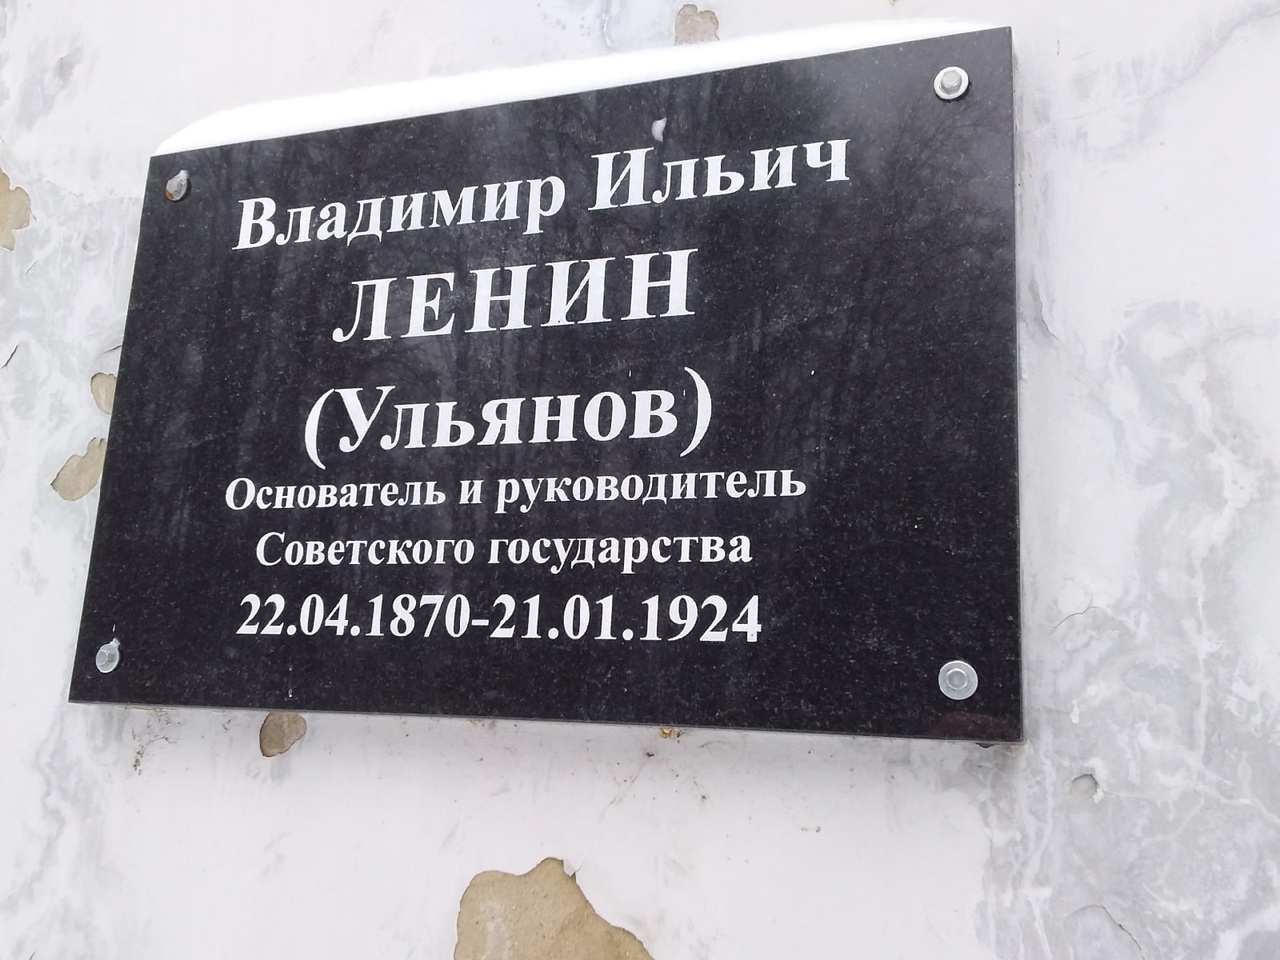 Владимир Ильич
ЛЕНИН
(Ульянов)
Основатель и руководитель
Советского государства
22.04.1870-21.01.1924